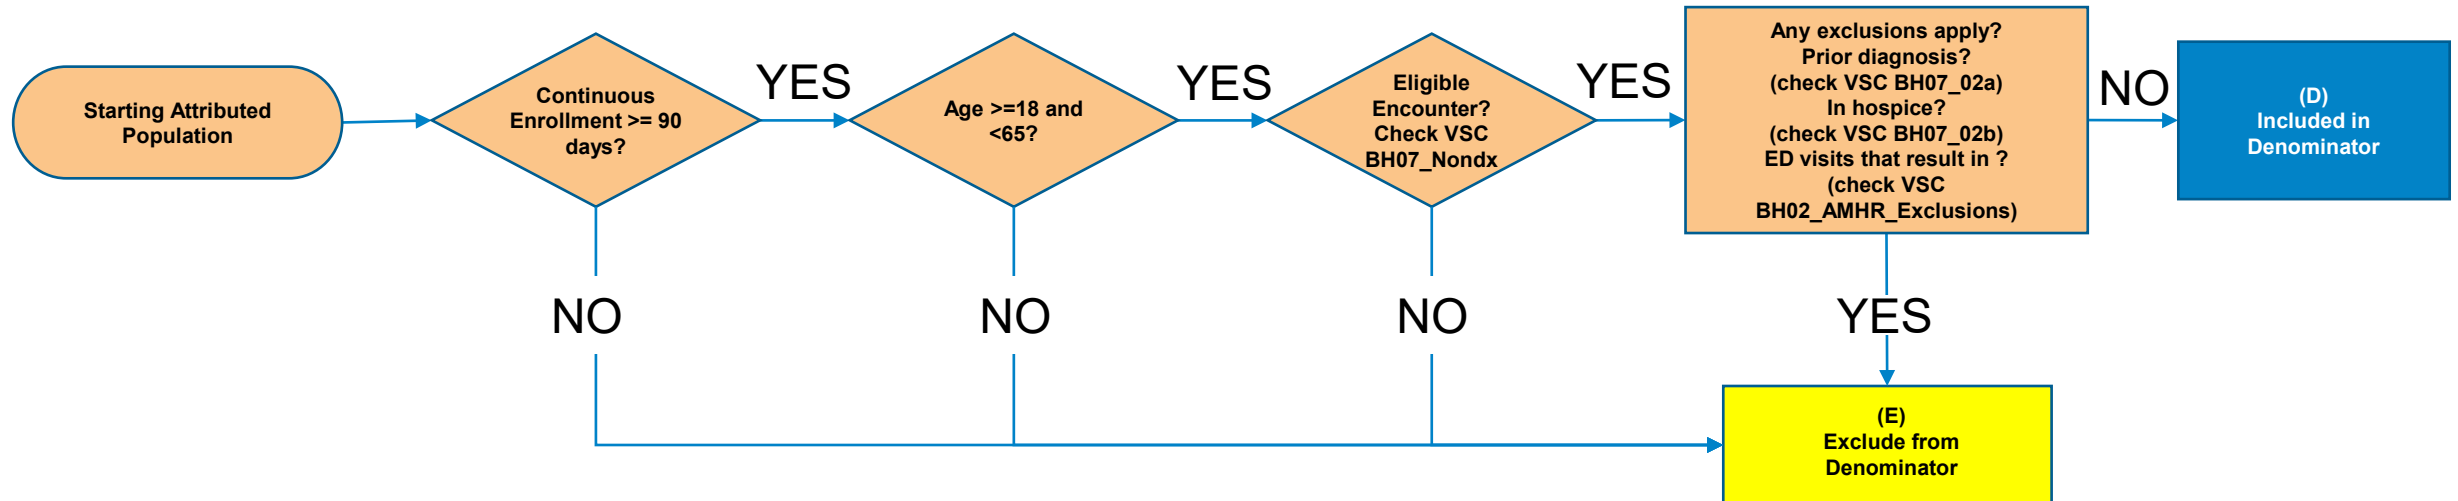 Starting Attributed
Population
Continuous
Enrollment >= 90
days?
YES
Age >=18 and
<65?
YES
Eligible
Encounter?
Check VSC
BH07_Nondx
YES
Any exclusions apply?
Prior diagnosis?
(check VSC BH07_02a)
In hospice?
(check VSC BH07_02b)
ED visits that result in ?
(check VSC
BH02_AMHR_Exclusions)
NO
(D)
Included in
Denominator
NO
NO
NO
YES
(E)
Exclude from
Denominator